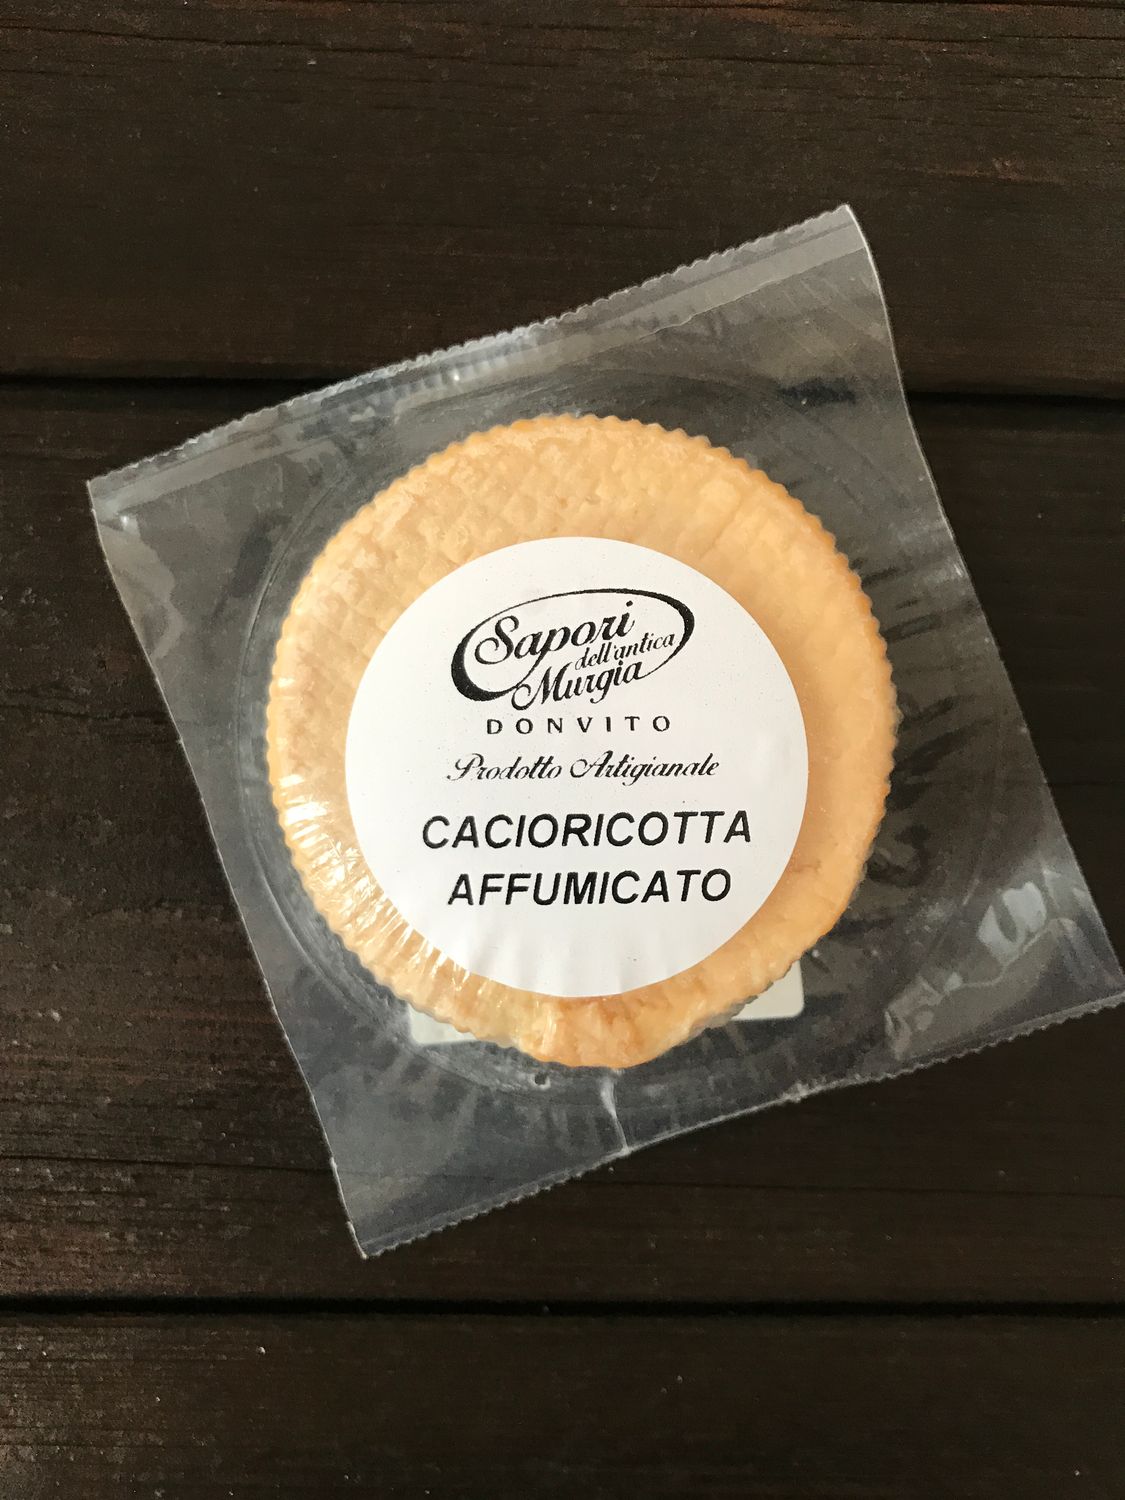 Sapori
dell'antica
Murgia
DONVITO
Prodotto Artigianale
CACIORICOTTA
AFFUMICATO